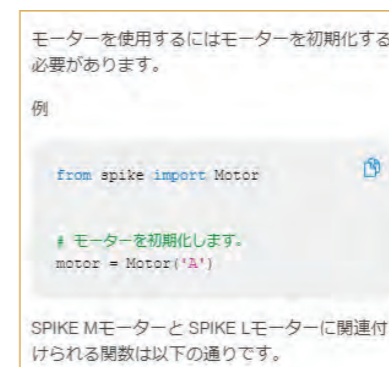 モーターを使用するにはモーターを初期化する
必要があります。
例
from spike import Motor
# モーターを初期化します。
motor = Motor('A')
SPIKE Mモーターと SPIKE Lモーターに関連付
けられる関数は以下の通りです。